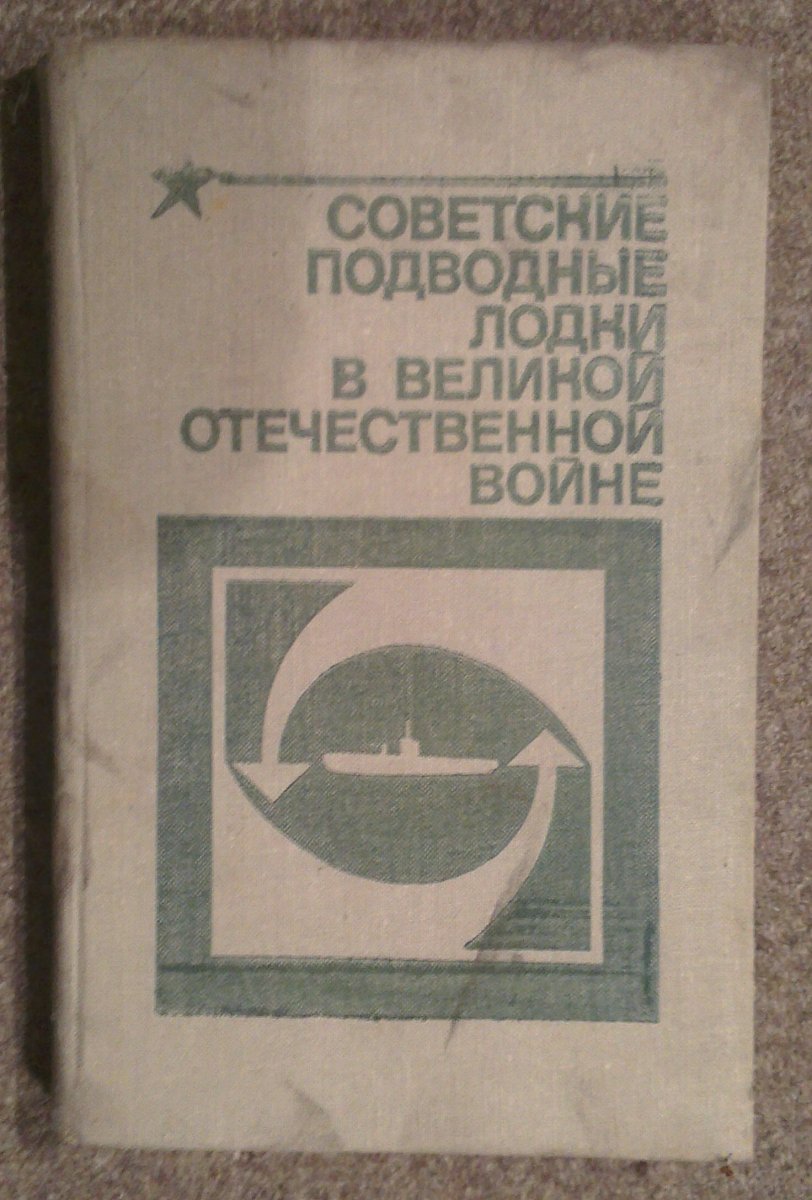 СОВЕТСКИЕ
ПОДВОДНЫЕ
ЛОДКИ
В ВЕЛИКОЙ
ОТЕЧЕСТВЕННОЙ
ВОЙНЕ